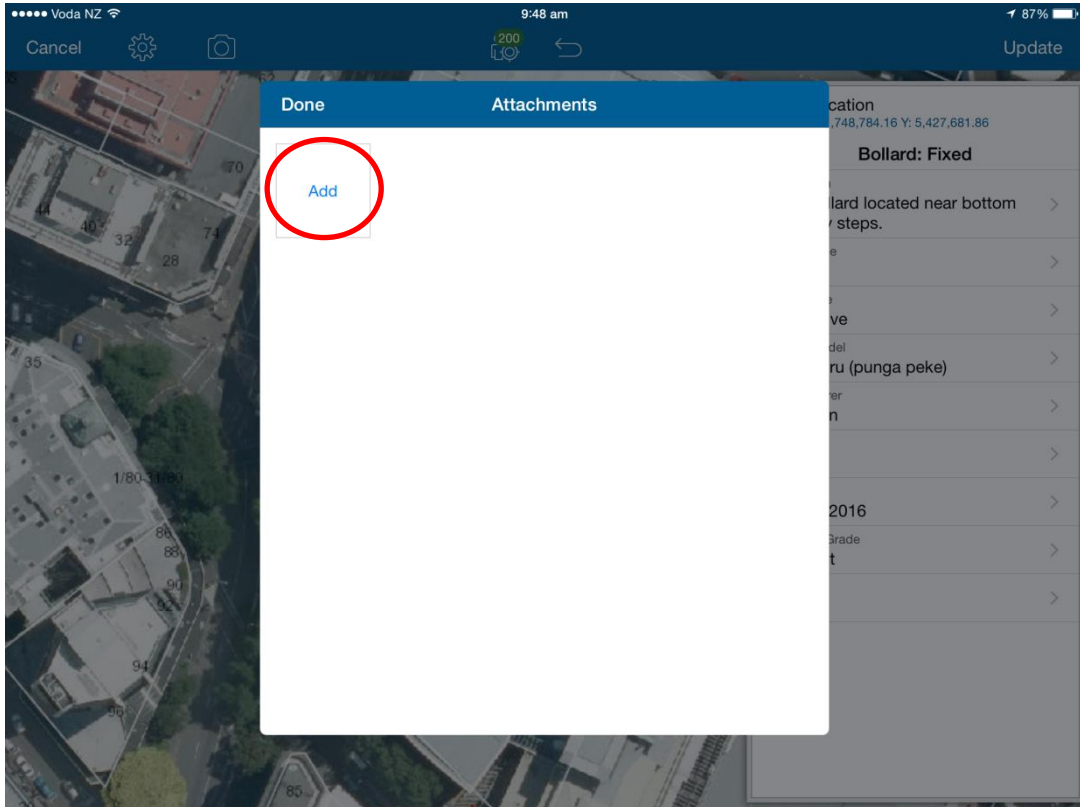 Voda NZ 9:48 am 87%
Cancel 200 Update
Done Attachments
Add
cation
,748,784.16 Y: 5,427,681.86
Bollard: Fixed
lard located near bottom
steps.
e
ve
del
ru (punga peke)
rer
n
2016
Grade
t
62
70
44
40
32
74
28
35
1/80-31/80
86
88
90
92
94
96
85